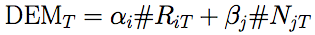 DEM_T = α_i#R_{iT} + β_j#N_{jT}